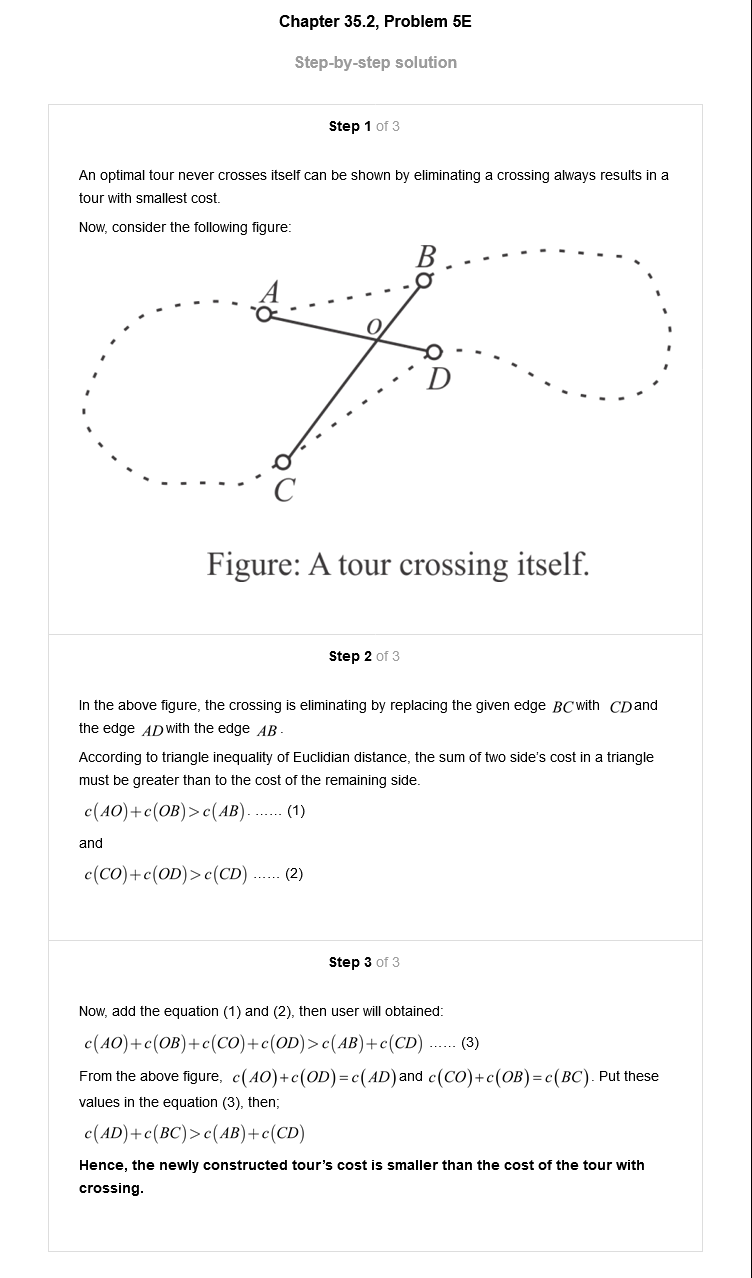 Chapter 35.2, Problem 5E
Step-by-step solution
Step 1 of 3
An optimal tour never crosses itself can be shown by eliminating a crossing always results in a
tour with smallest cost.
Now, consider the following figure:
B
A
O
D
C
Figure: A tour crossing itself.
Step 2 of 3
In the above figure, the crossing is eliminating by replacing the given edge BC with CD and
the edge AD with the edge AB.
According to triangle inequality of Euclidian distance, the sum of two side's cost in a triangle
must be greater than to the cost of the remaining side.
c(AO)+c(OB)>c(AB). ...... (1)
and
c(CO)+c(OD)>c(CD) ...... (2)
Step 3 of 3
Now, add the equation (1) and (2), then user will obtained:
c(AO)+c(OB)+c(CO)+c(OD)>c(AB)+c(CD) ...... (3)
From the above figure, c(AO)+c(OD)=c(AD) and c(CO)+c(OB)=c(BC). Put these
values in the equation (3), then;
c(AD)+c(BC)>c(AB)+c(CD)
Hence, the newly constructed tour's cost is smaller than the cost of the tour with
crossing.